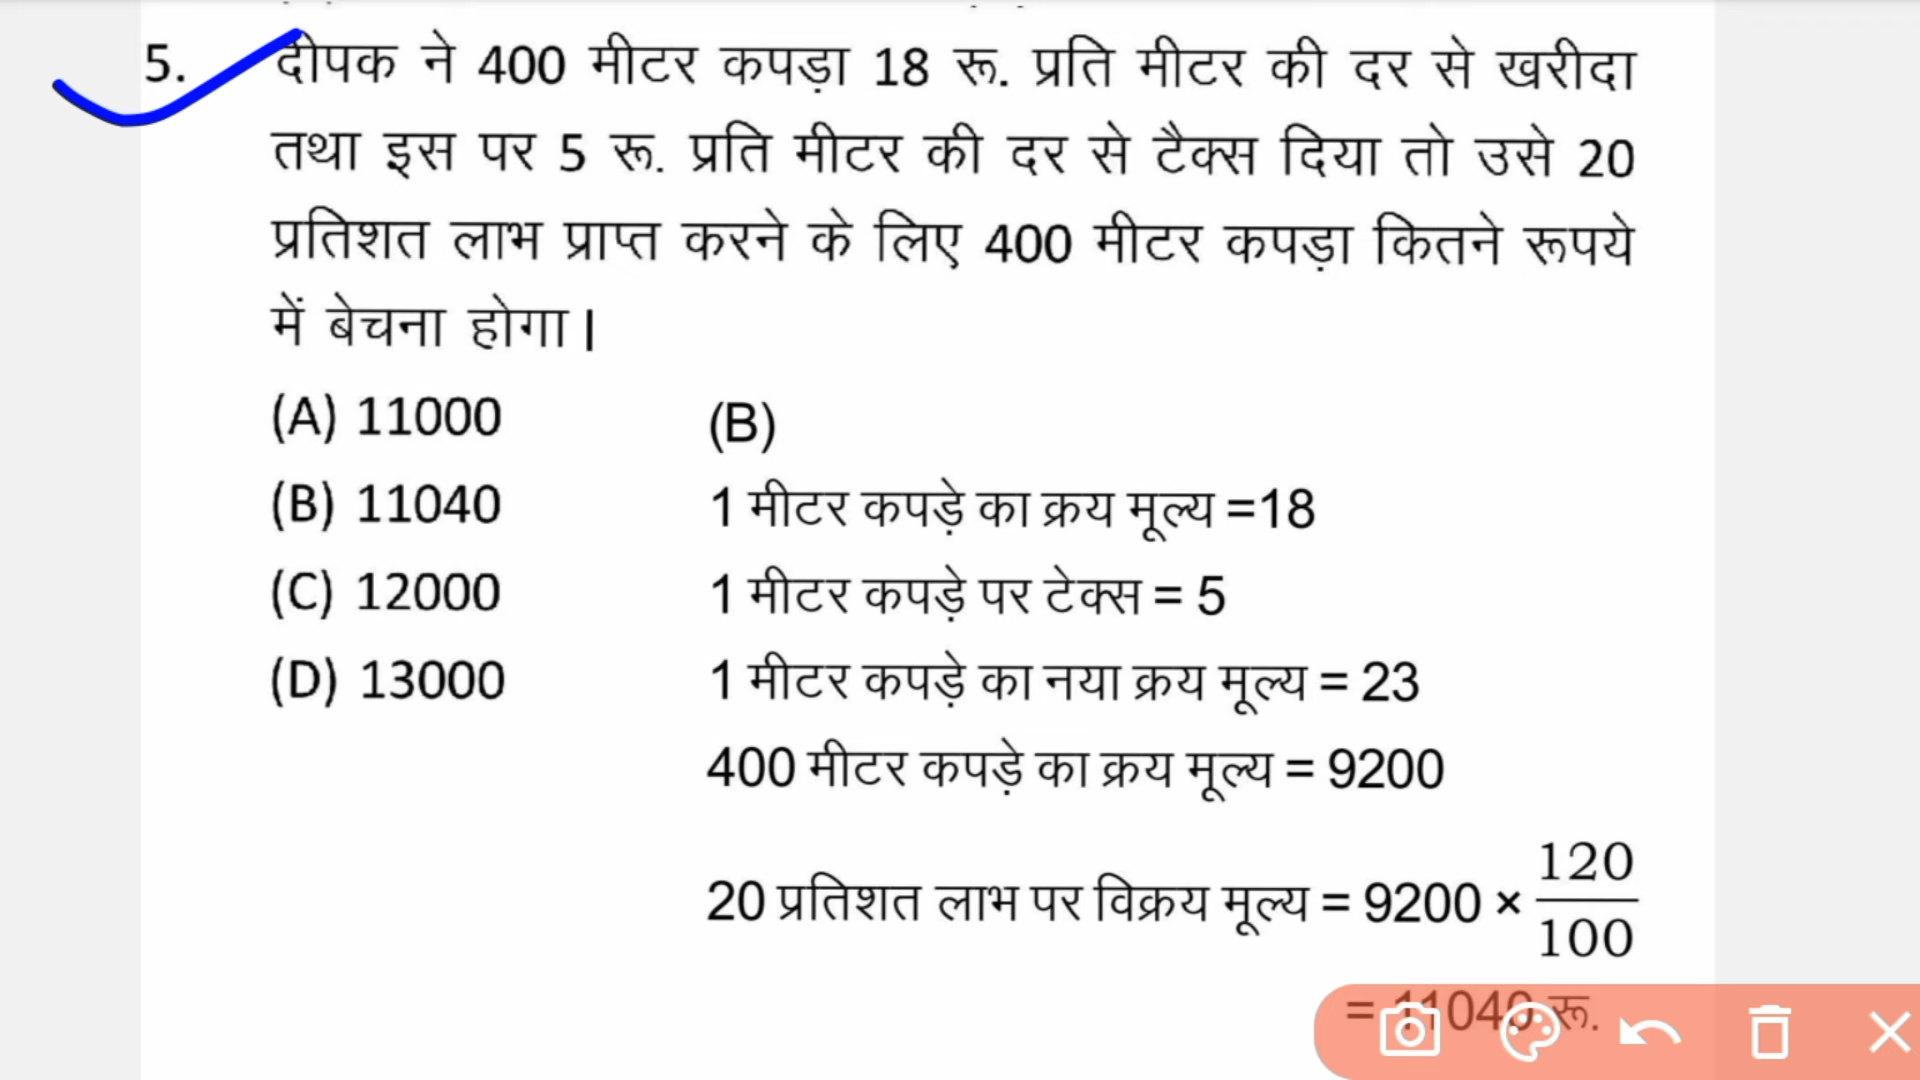 5. दीपक ने 400 मीटर कपड़ा 18 रू. प्रति मीटर की दर से खरीदा
तथा इस पर 5 रू. प्रति मीटर की दर से टैक्स दिया तो उसे 20
प्रतिशत लाभ प्राप्त करने के लिए 400 मीटर कपड़ा कितने रूपये
में बेचना होगा।
(A) 11000
(B) 11040
(C) 12000
(D) 13000
(B)
1 मीटर कपड़े का क्रय मूल्य =18
1 मीटर कपड़े पर टेक्स = 5
1 मीटर कपड़े का नया क्रय मूल्य = 23
400 मीटर कपड़े का क्रय मूल्य = 9200
20 प्रतिशत लाभ पर विक्रय मूल्य = 9200 × 120/100
= 11040 रू.